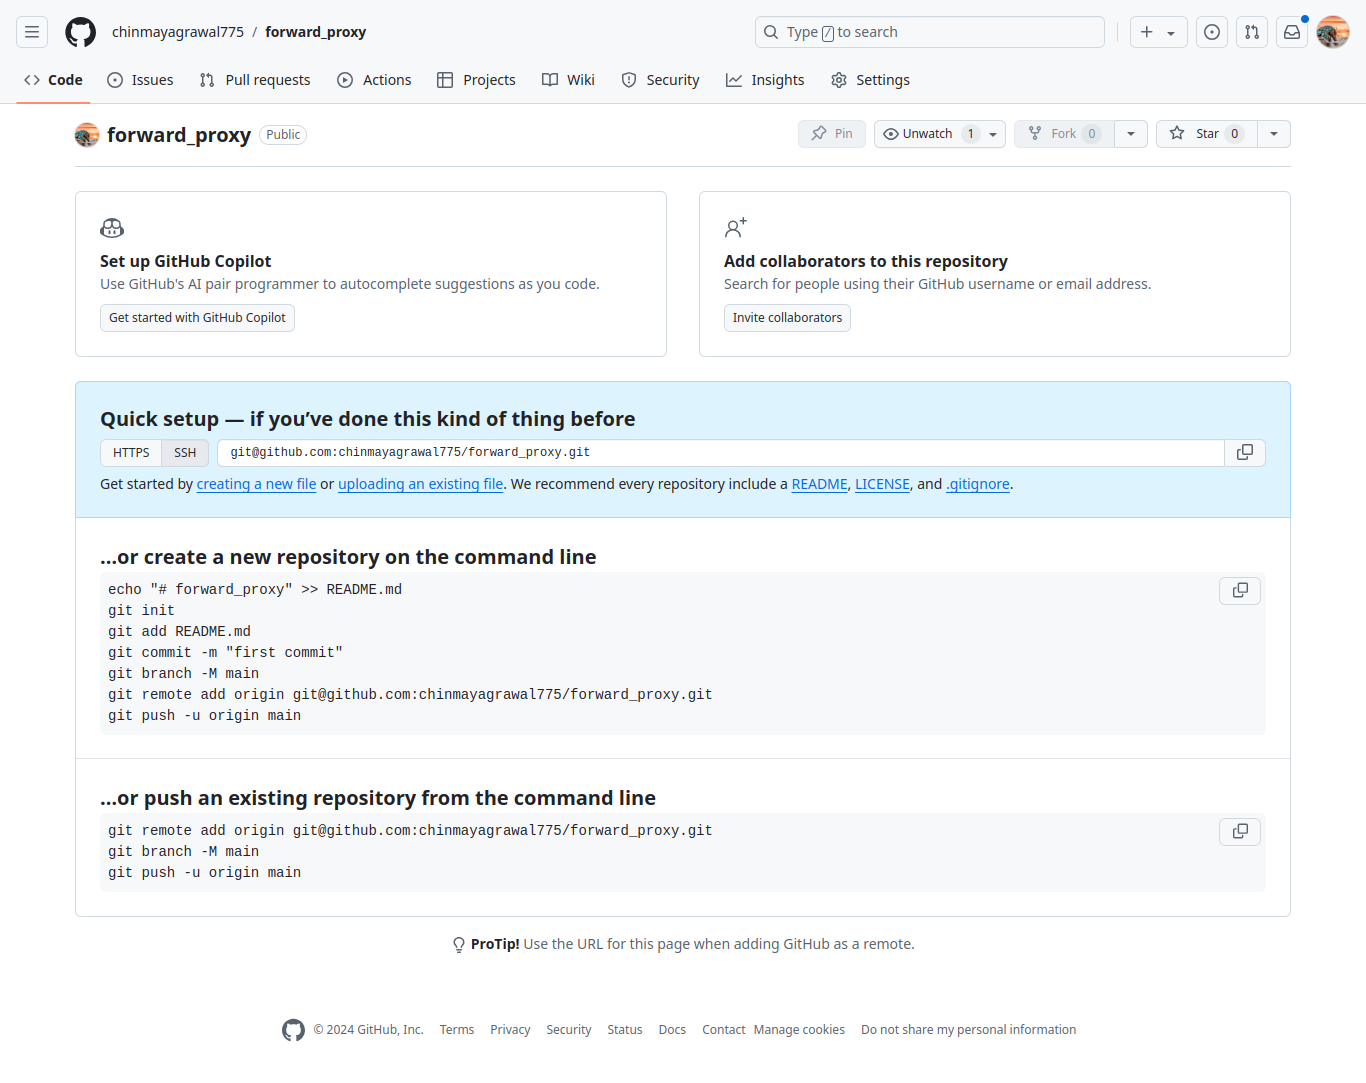 chinmayagrawal775 / forward_proxy
Type / to search
Code Issues Pull requests Actions Projects Wiki Security Insights Settings
forward_proxy Public
Pin Unwatch 1 Fork 0 Star 0
Set up GitHub Copilot
Use GitHub's AI pair programmer to autocomplete suggestions as you code.
Get started with GitHub Copilot
Add collaborators to this repository
Search for people using their GitHub username or email address.
Invite collaborators
Quick setup — if you’ve done this kind of thing before
HTTPS SSH git@github.com:chinmayagrawal775/forward_proxy.git
Get started by creating a new file or uploading an existing file. We recommend every repository include a README, LICENSE, and .gitignore.
…or create a new repository on the command line
echo "# forward_proxy" >> README.md
git init
git add README.md
git commit -m "first commit"
git branch -M main
git remote add origin git@github.com:chinmayagrawal775/forward_proxy.git
git push -u origin main
…or push an existing repository from the command line
git remote add origin git@github.com:chinmayagrawal775/forward_proxy.git
git branch -M main
git push -u origin main
ProTip! Use the URL for this page when adding GitHub as a remote.
© 2024 GitHub, Inc. Terms Privacy Security Status Docs Contact Manage cookies Do not share my personal information